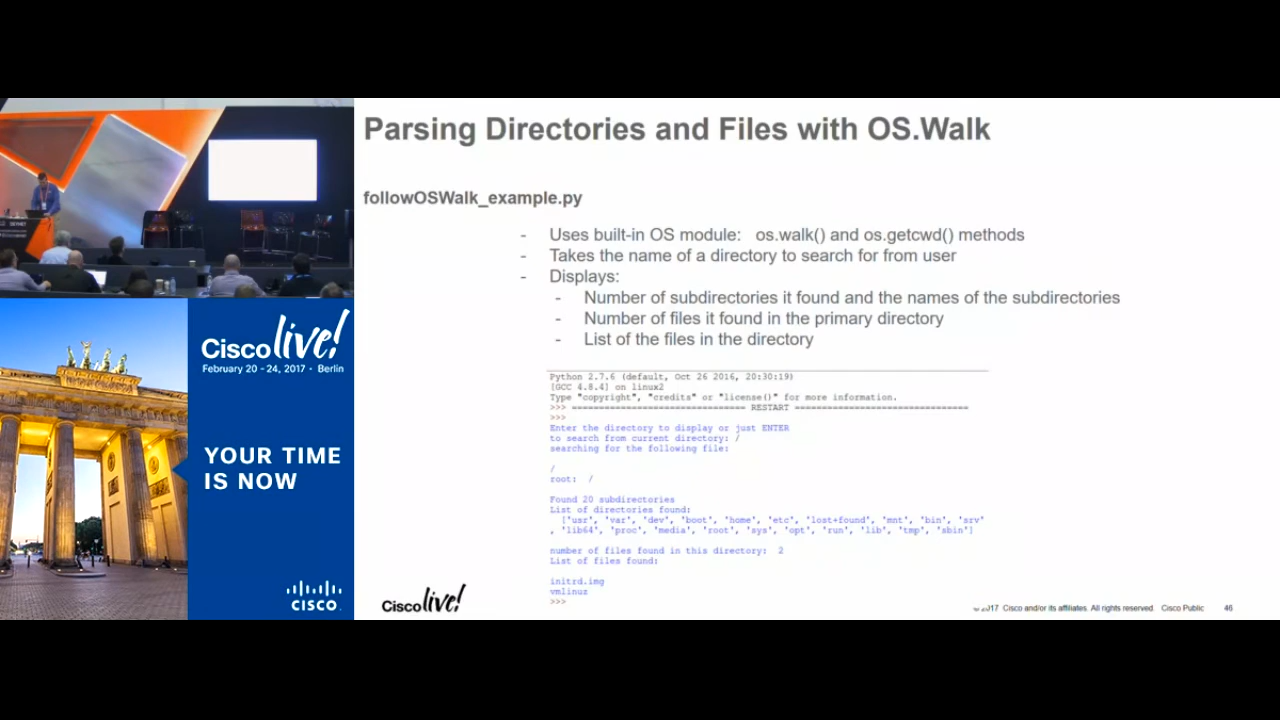 Parsing Directories and Files with OS.Walk
followOSWalk_example.py
- Uses built-in OS module: os.walk() and os.getcwd() methods
- Takes the name of a directory to search for from user
- Displays:
- Number of subdirectories it found and the names of the subdirectories
- Number of files it found in the primary directory
- List of the files in the directory
Python 2.7.6 (default, Oct 26 2016, 20:30:19)
[GCC 4.8.4] on linux2
Type "copyright", "credits" or "license()" for more information.
>>> ================================ RESTART ================================
>>>
Enter the directory to display or just ENTER
to search from current directory: /
searching for the following file:
/
root: /
Found 20 subdirectories
List of directories found:
['usr', 'var', 'dev', 'boot', 'home', 'etc', 'lost+found', 'mnt', 'bin', 'srv'
, 'lib64', 'proc', 'media', 'root', 'sys', 'opt', 'run', 'lib', 'tmp', 'sbin']
number of files found in this directory: 2
List of files found:
initrd.img
vmlinuz
>>>
Cisco live!
© 2017 Cisco and/or its affiliates. All rights reserved. Cisco Public 46
Cisco live!
February 20 - 24, 2017 · Berlin
YOUR TIME
IS NOW
CISCO